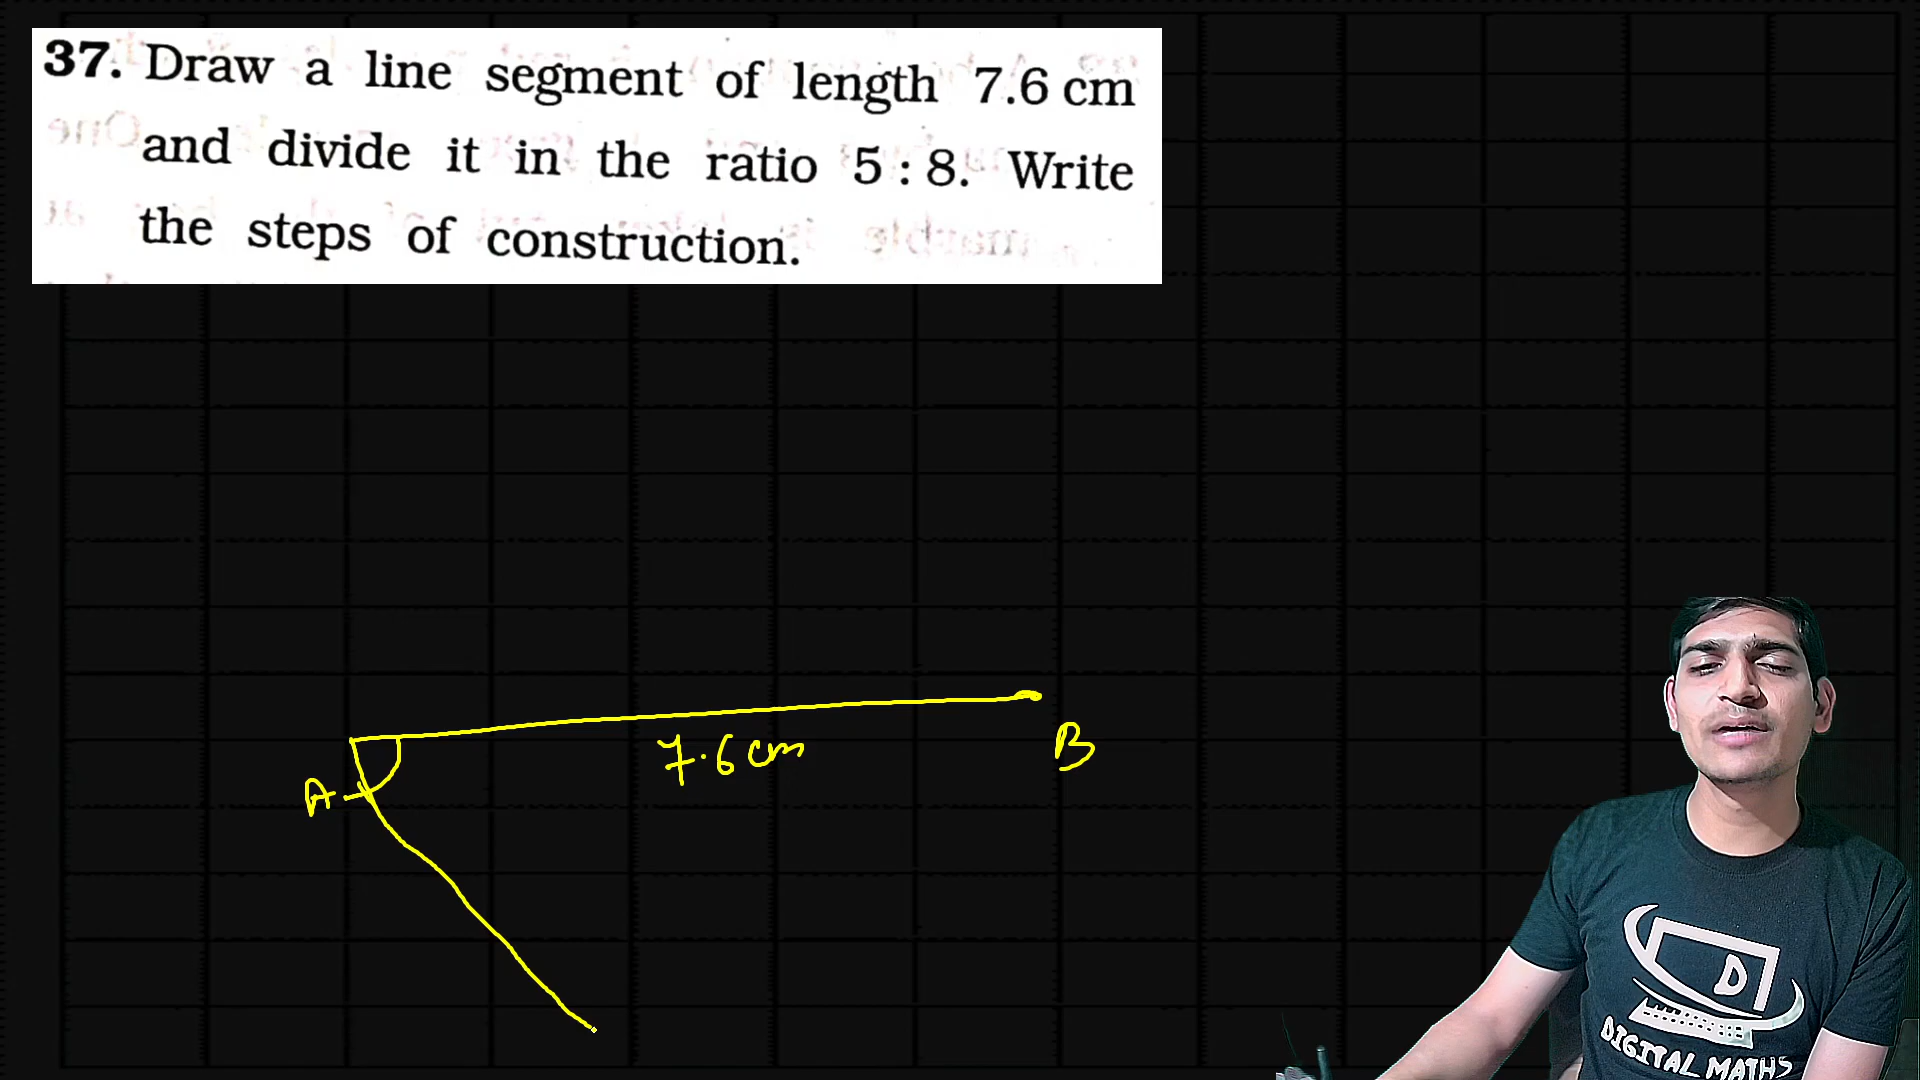 37. Draw a line segment of length 7.6 cm
and divide it in the ratio 5 : 8. Write
the steps of construction.
7.6 cm
B
A
D
DIGITAL MATHS